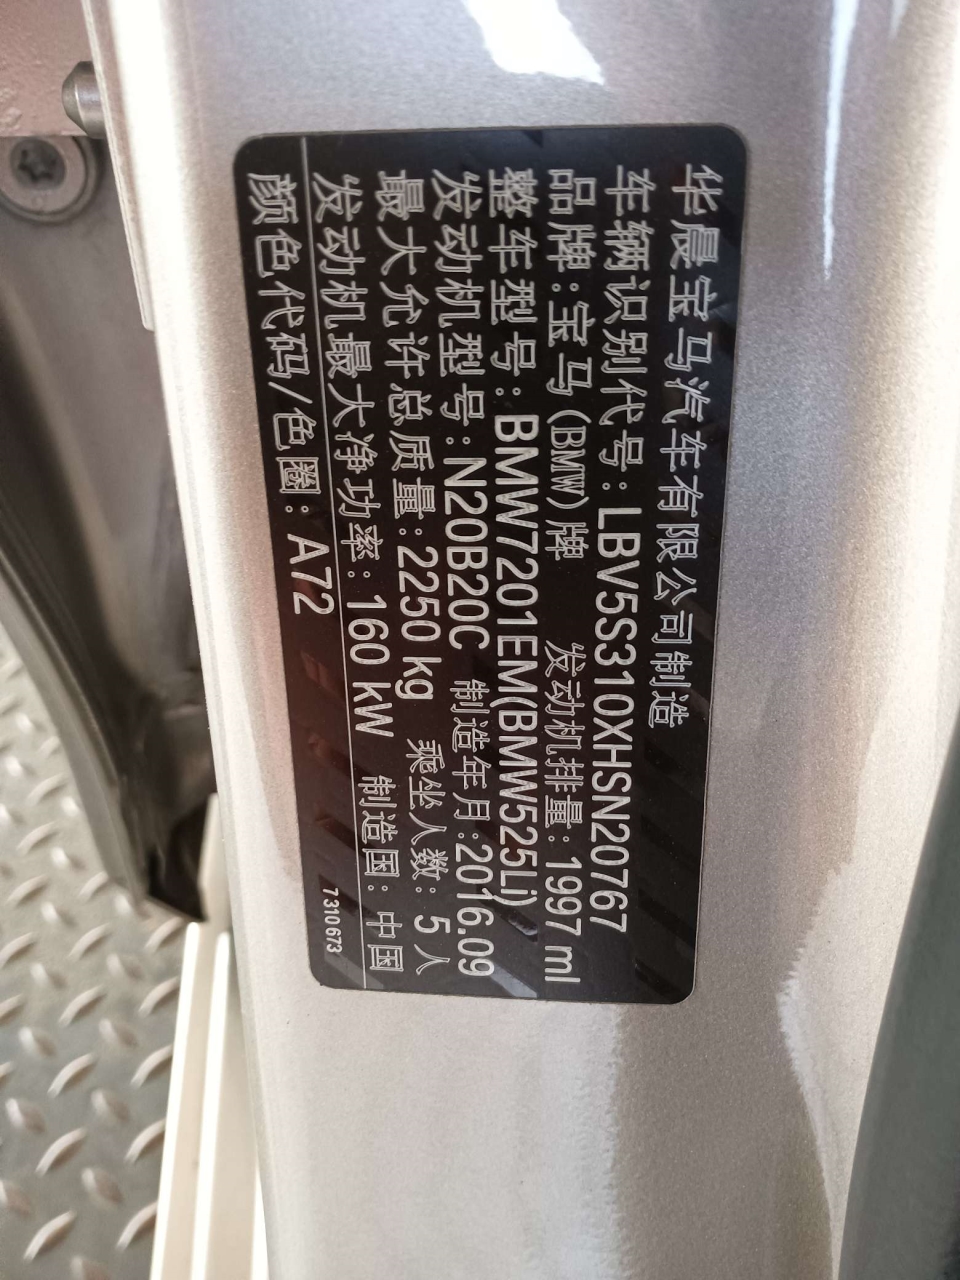 华晨宝马汽车有限公司制造
车辆识别代号:LBV5S310XHSN20767
品牌:宝马(BMW)牌 发动机排量:1997 ml
整车型号:BMW7201EM(BMW525Li)
发动机型号:N20B20C 制造年月:2016.09
最大允许总质量:2250 kg 乘坐人数:5人
发动机最大净功率:160 kW 制造国:中国
颜色代码/色圈:A72 7310673